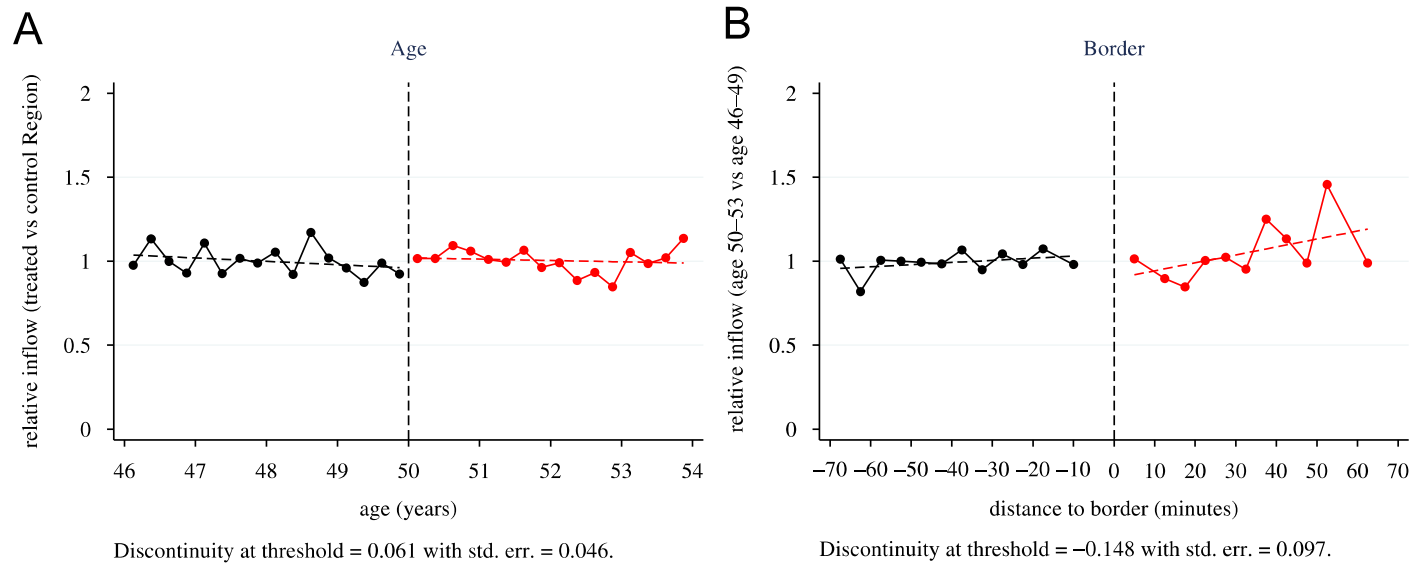 A
Age
relative inflow (treated vs control Region)
2
1.5
1
0.5
0
46 47 48 49 50 51 52 53 54
age (years)
Discontinuity at threshold = 0.061 with std. err. = 0.046.
B
Border
relative inflow (age 50–53 vs age 46–49)
2
1.5
1
0.5
0
−70 −60 −50 −40 −30 −20 −10 0 10 20 30 40 50 60 70
distance to border (minutes)
Discontinuity at threshold = −0.148 with std. err. = 0.097.